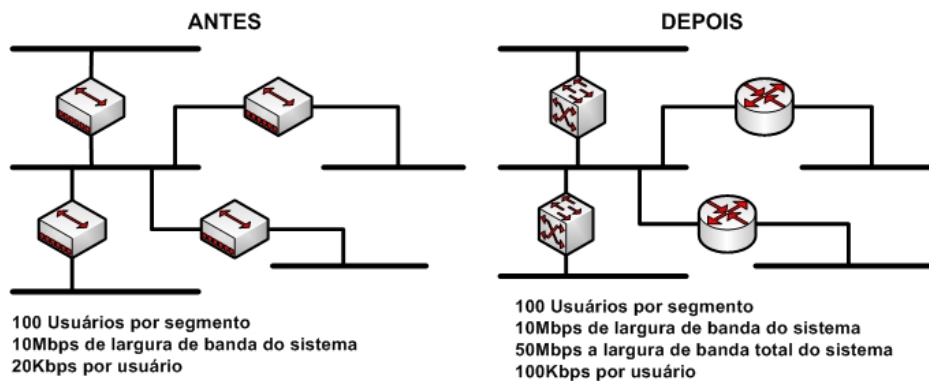 ANTES
100 Usuários por segmento
10Mbps de largura de banda do sistema
20Kbps por usuário
DEPOIS
100 Usuários por segmento
10Mbps de largura de banda do sistema
50Mbps a largura de banda total do sistema
100Kbps por usuário